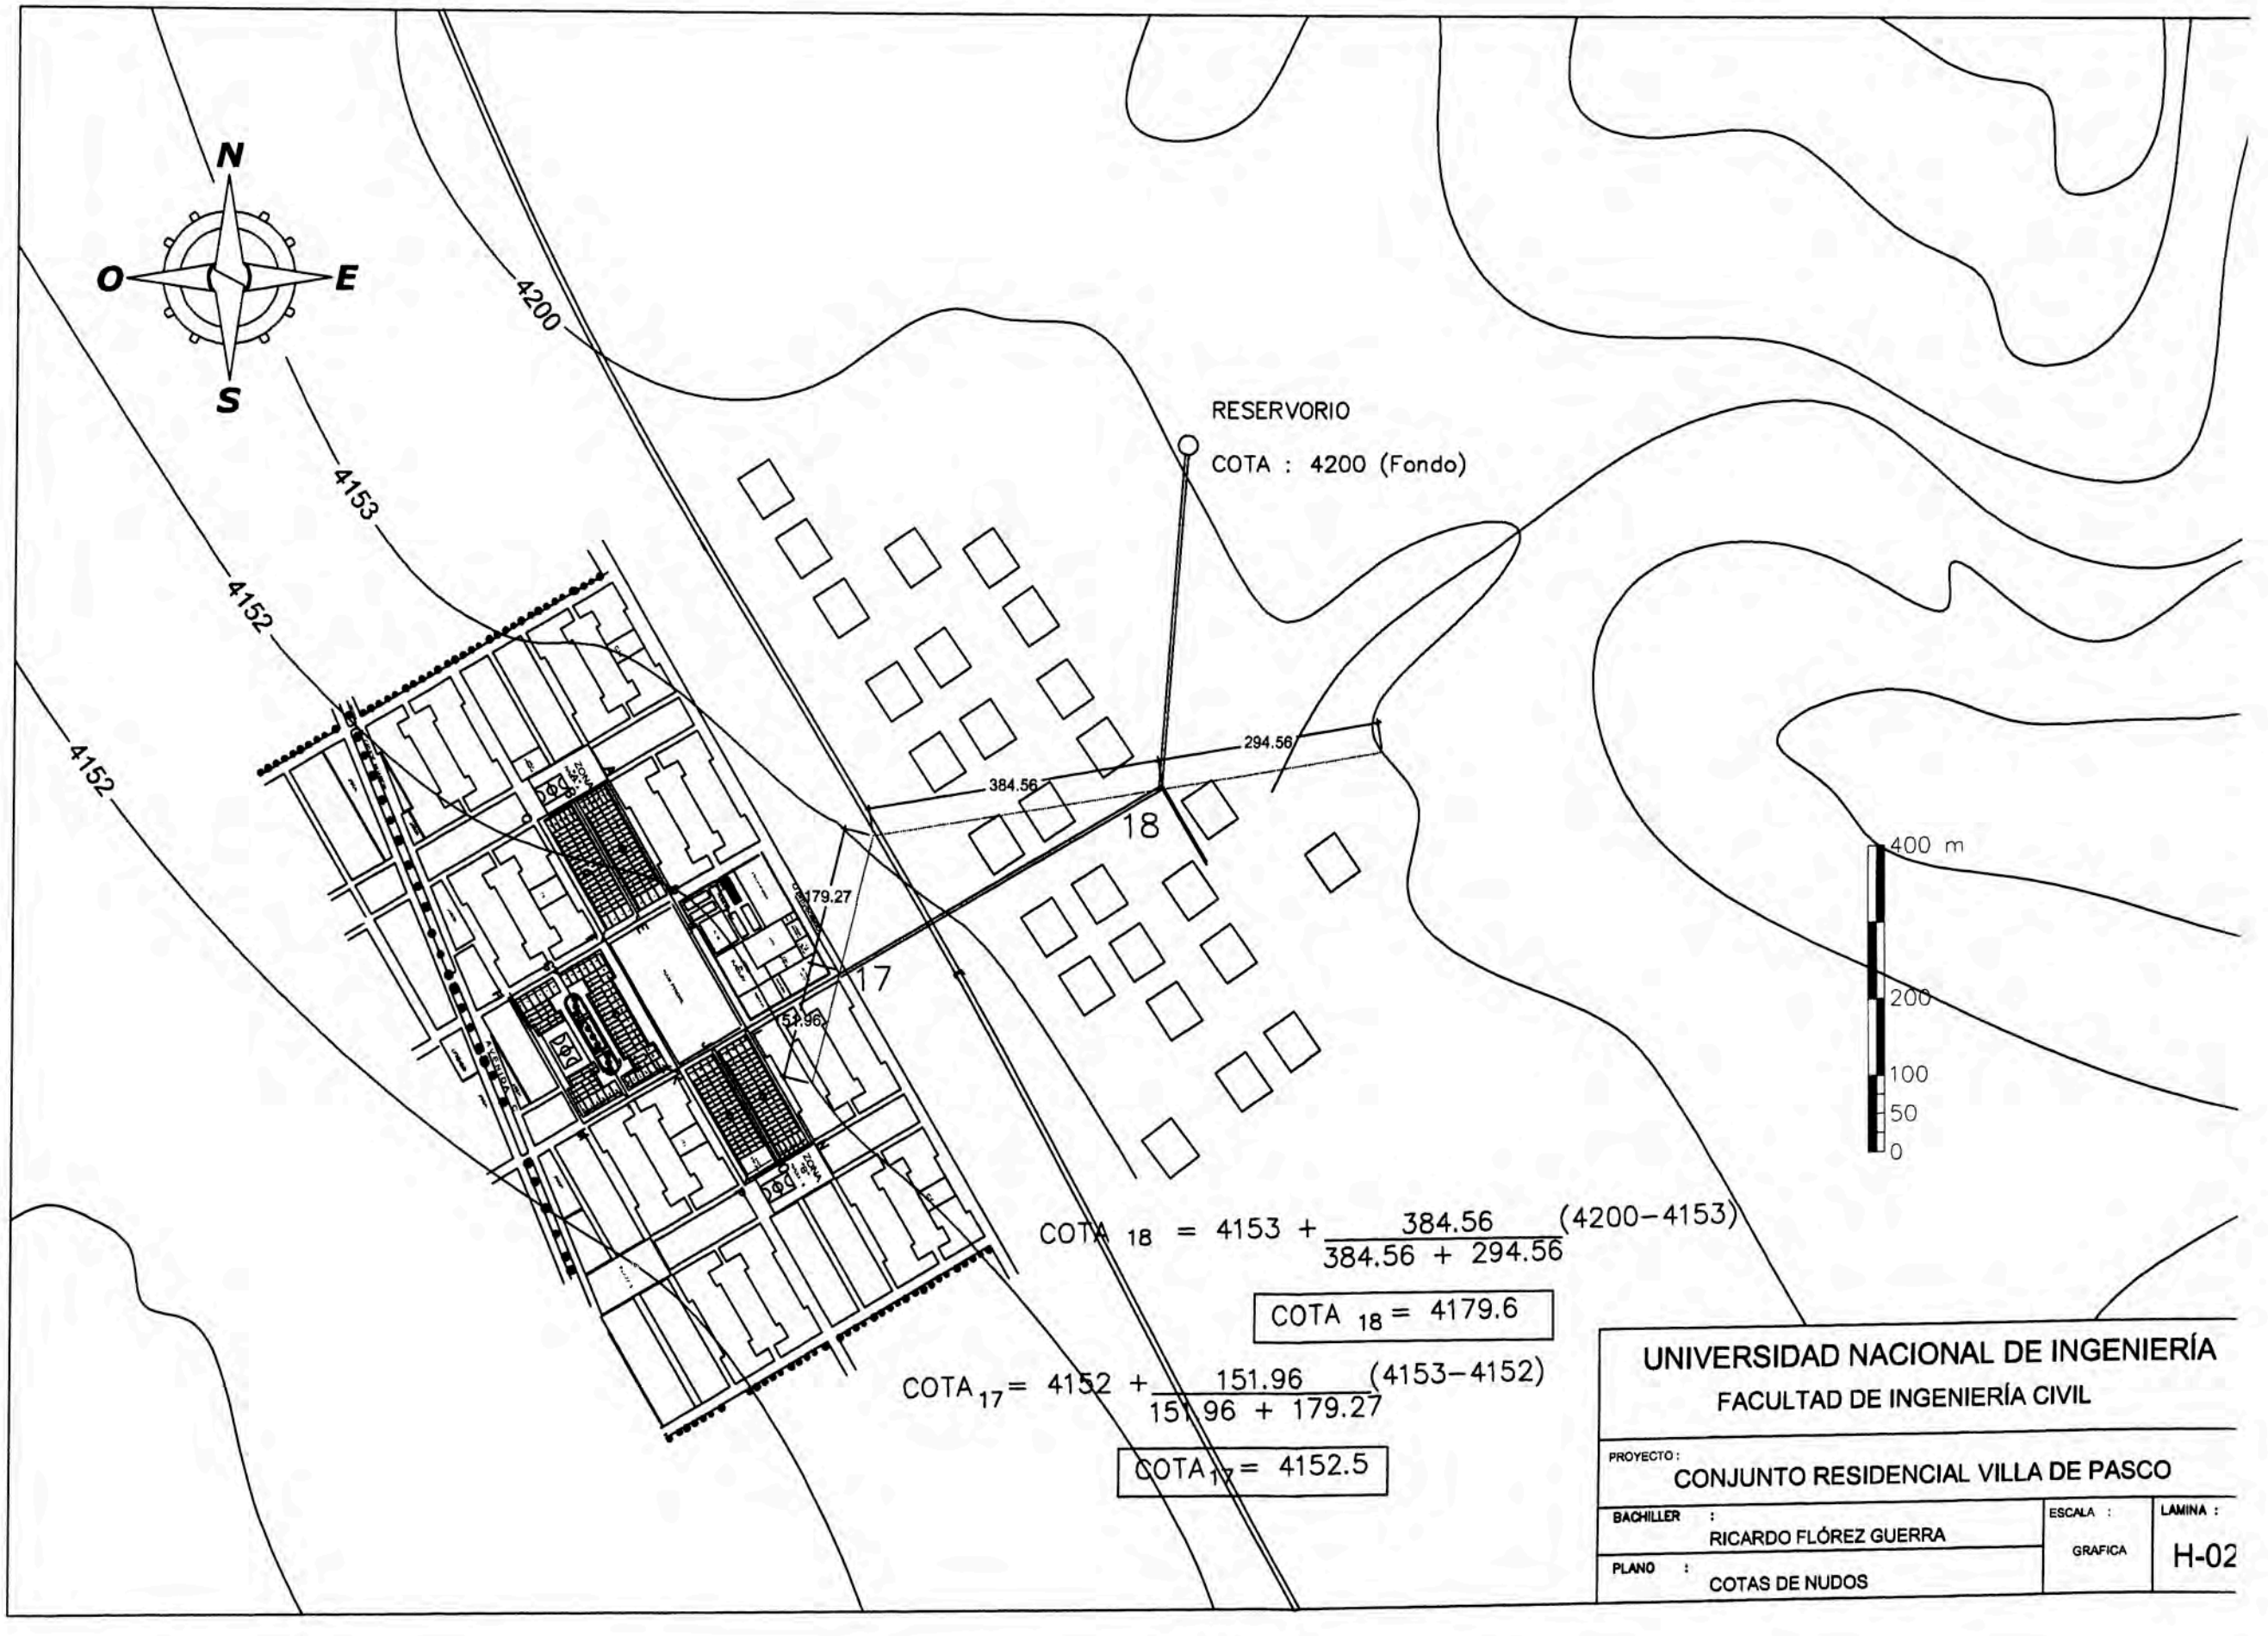 N
O
E
S
4200
4153
4152
4152
RESERVORIO
COTA : 4200 (Fondo)
294.56
384.56
18
179.27
17
151.96
ZONA
ZONA
"B"
AVENIDA
400 m
200
100
50
0
COTA 18 = 4153 + 384.56 (4200-4153)
384.56 + 294.56
COTA 18 = 4179.6
COTA 17 = 4152 + 151.96 (4153-4152)
151.96 + 179.27
COTA 17 = 4152.5
UNIVERSIDAD NACIONAL DE INGENIERÍA
FACULTAD DE INGENIERÍA CIVIL
PROYECTO :
CONJUNTO RESIDENCIAL VILLA DE PASCO
BACHILLER :
RICARDO FLÓREZ GUERRA
PLANO :
COTAS DE NUDOS
ESCALA :
GRAFICA
LAMINA :
H-02